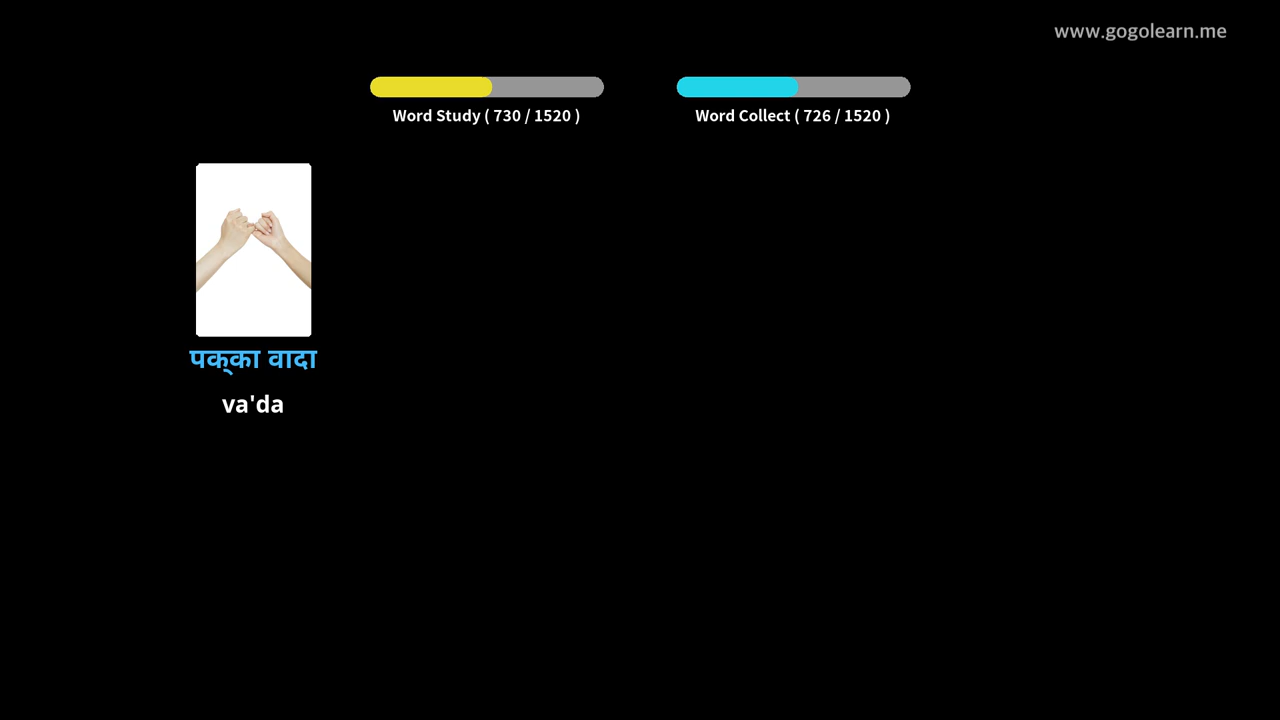 www.gogolearn.me
Word Study ( 730 / 1520 )
Word Collect ( 726 / 1520 )
पक्‌का वादा
va'da